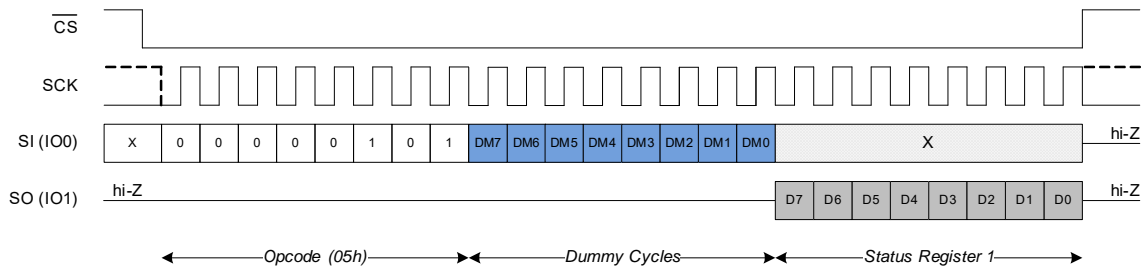 CS
SCK
SI (IO0) X 0 0 0 0 0 1 0 1 DM7 DM6 DM5 DM4 DM3 DM2 DM1 DM0 X hi-Z
SO (IO1) hi-Z D7 D6 D5 D4 D3 D2 D1 D0 hi-Z
Opcode (05h) Dummy Cycles Status Register 1